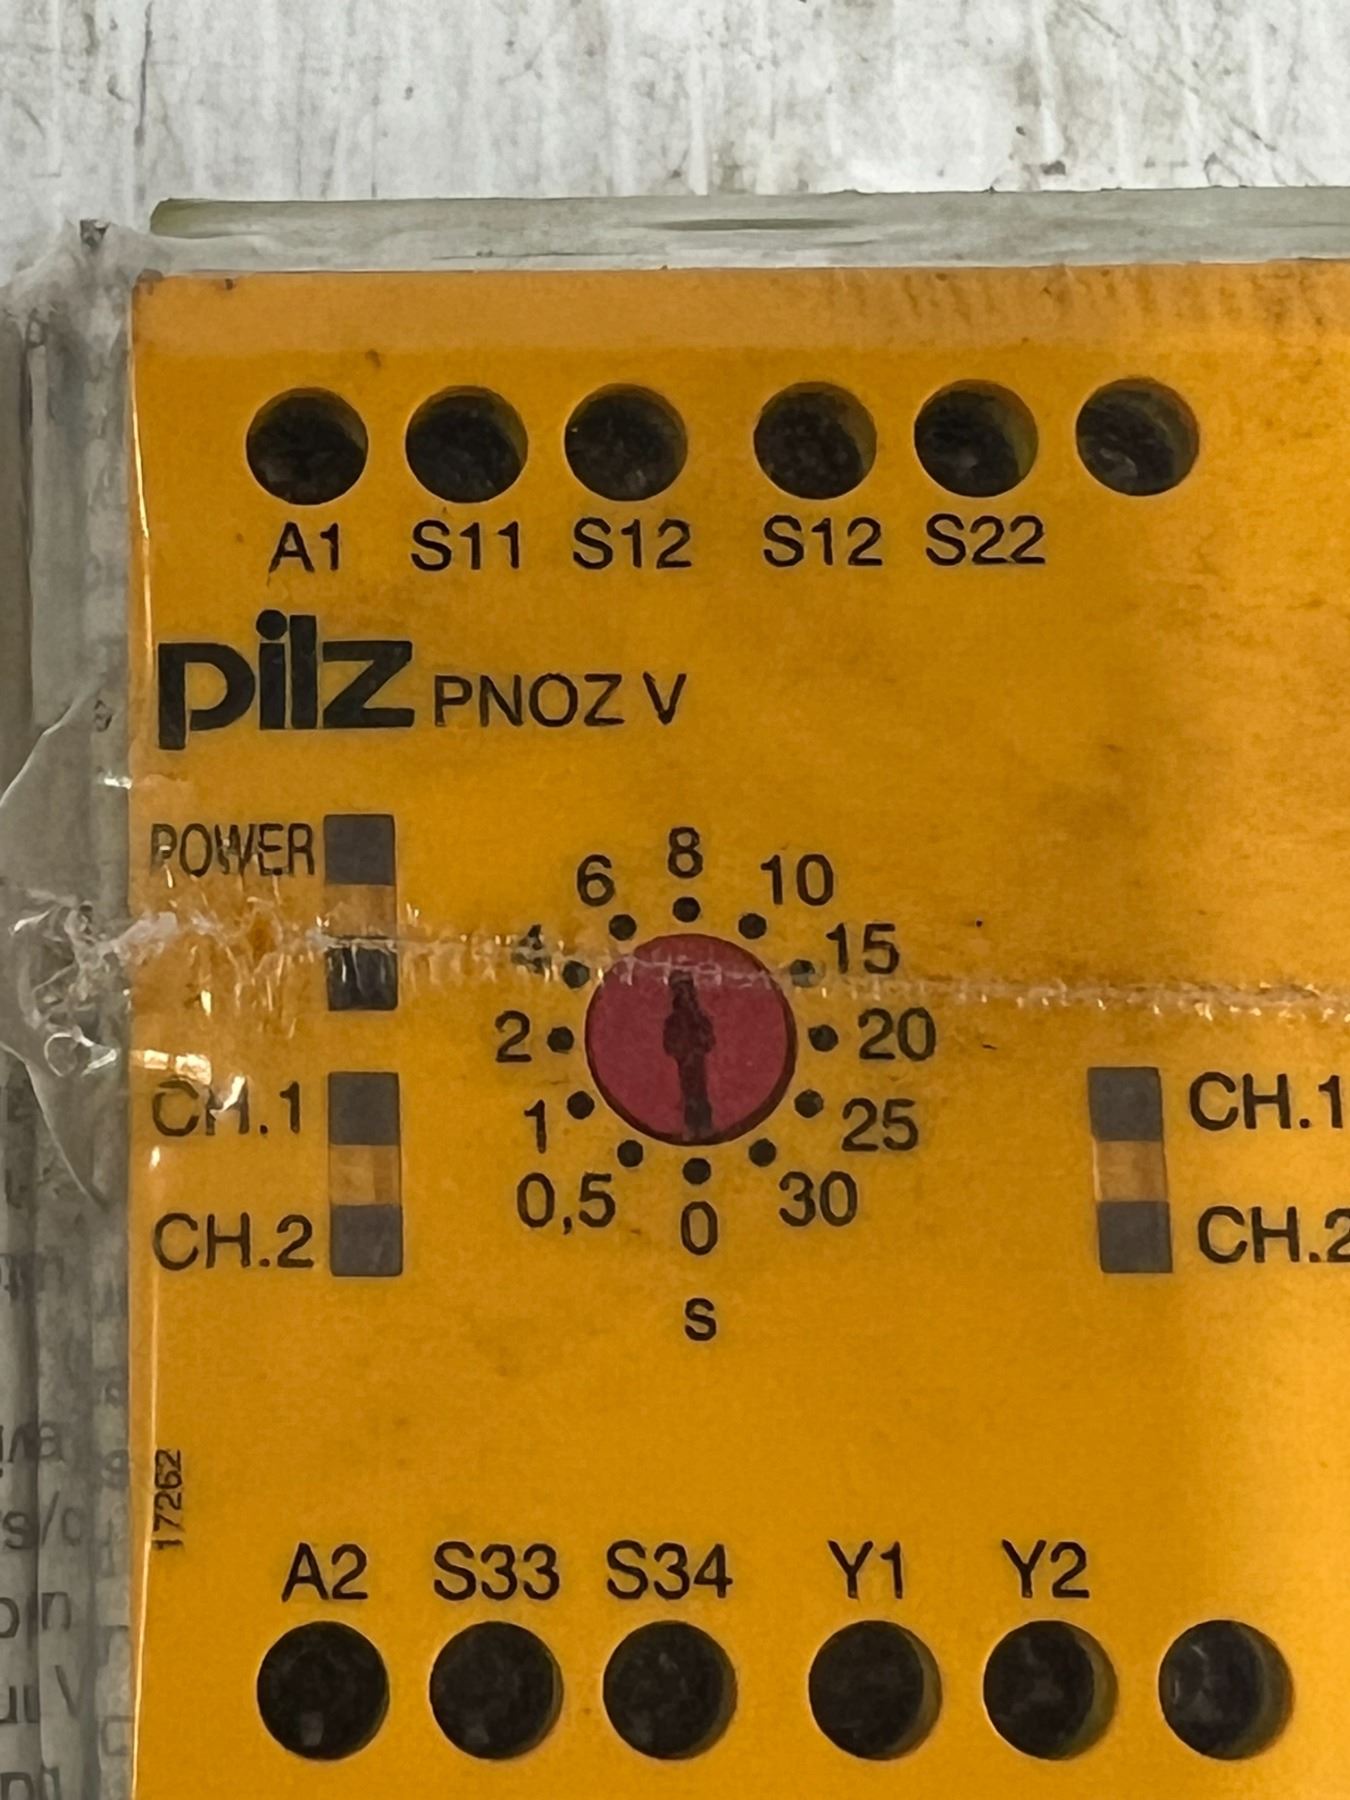 A1 S11 S12 S12 S22
pilz PNOZ V
POWER
8
6 10
4 15
2 20
1 25
0,5 30
0
s
CH.1 CH.1
CH.2 CH.2
17262
A2 S33 S34 Y1 Y2